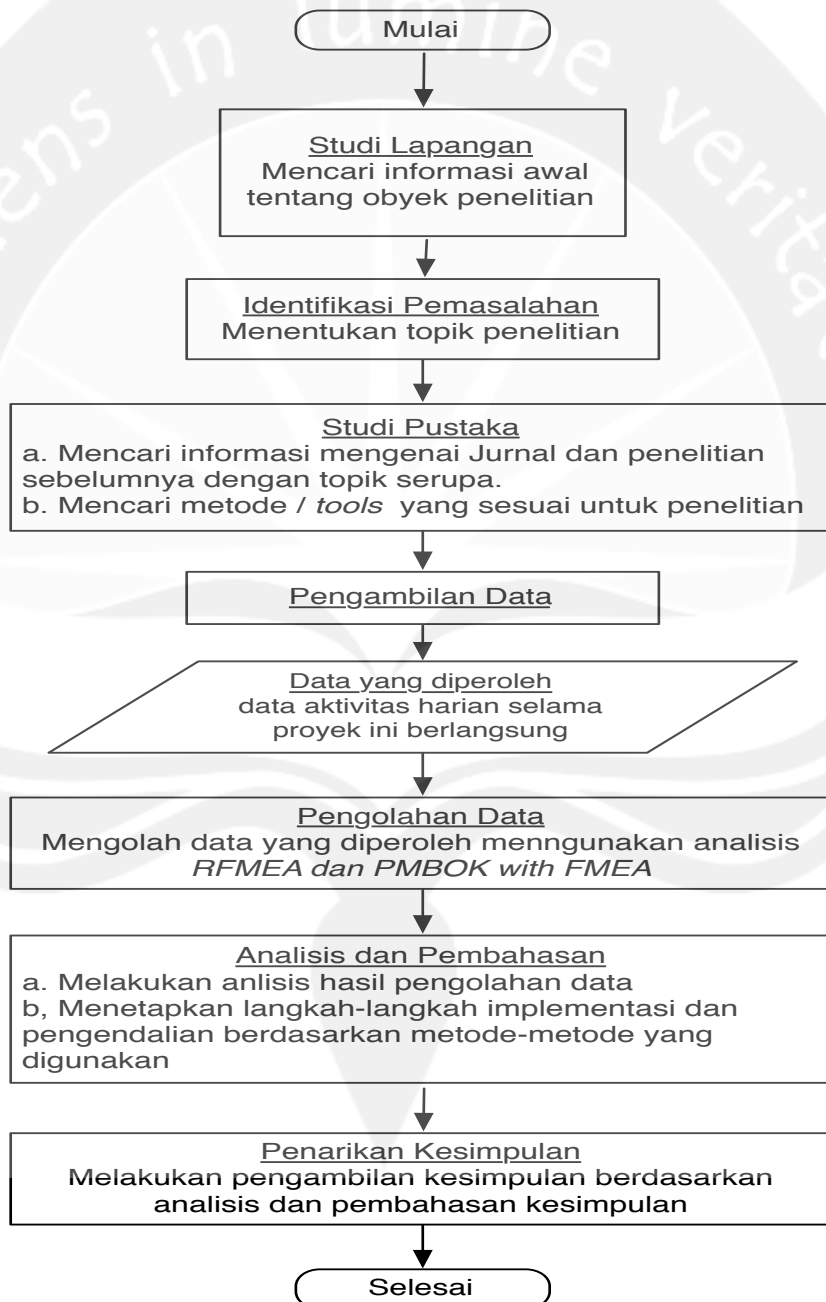 Mulai
Studi Lapangan
Mencari informasi awal
tentang obyek penelitian
Identifikasi Pemasalahan
Menentukan topik penelitian
Studi Pustaka
a. Mencari informasi mengenai Jurnal dan penelitian
sebelumnya dengan topik serupa.
b. Mencari metode / tools yang sesuai untuk penelitian
Pengambilan Data
Data yang diperoleh
data aktivitas harian selama
proyek ini berlangsung
Pengolahan Data
Mengolah data yang diperoleh menngunakan analisis
RFMEA dan PMBOK with FMEA
Analisis dan Pembahasan
a. Melakukan anlisis hasil pengolahan data
b, Menetapkan langkah-langkah implementasi dan
pengendalian berdasarkan metode-metode yang
digunakan
Penarikan Kesimpulan
Melakukan pengambilan kesimpulan berdasarkan
analisis dan pembahasan kesimpulan
Selesai
in lumine